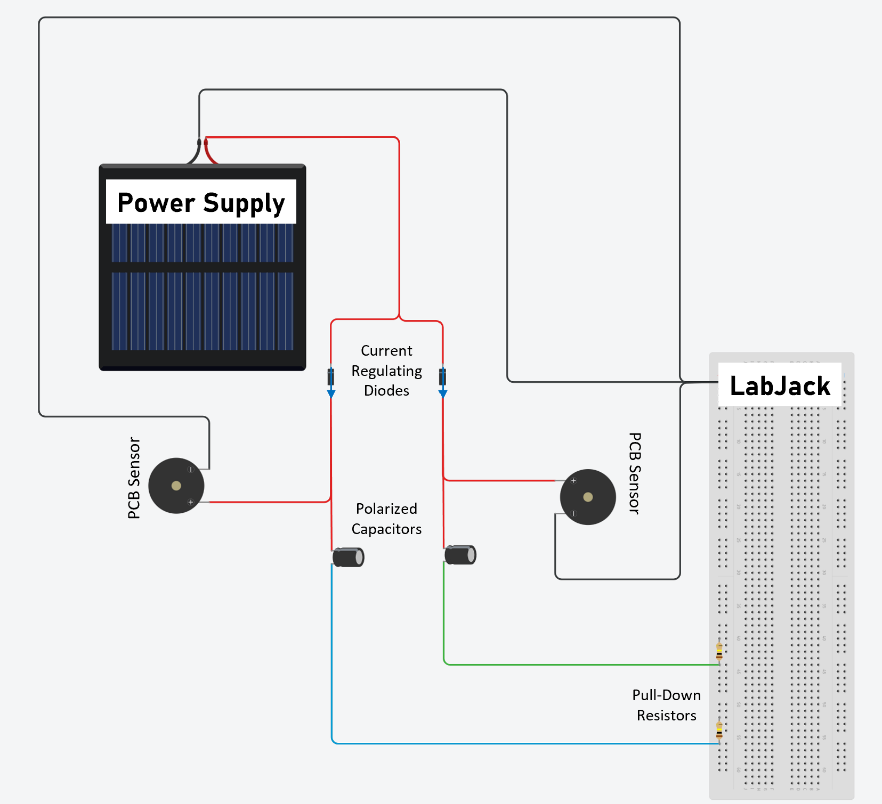 Power Supply
Current
Regulating
Diodes
LabJack
PCB Sensor
PCB Sensor
Polarized
Capacitors
Pull-Down
Resistors